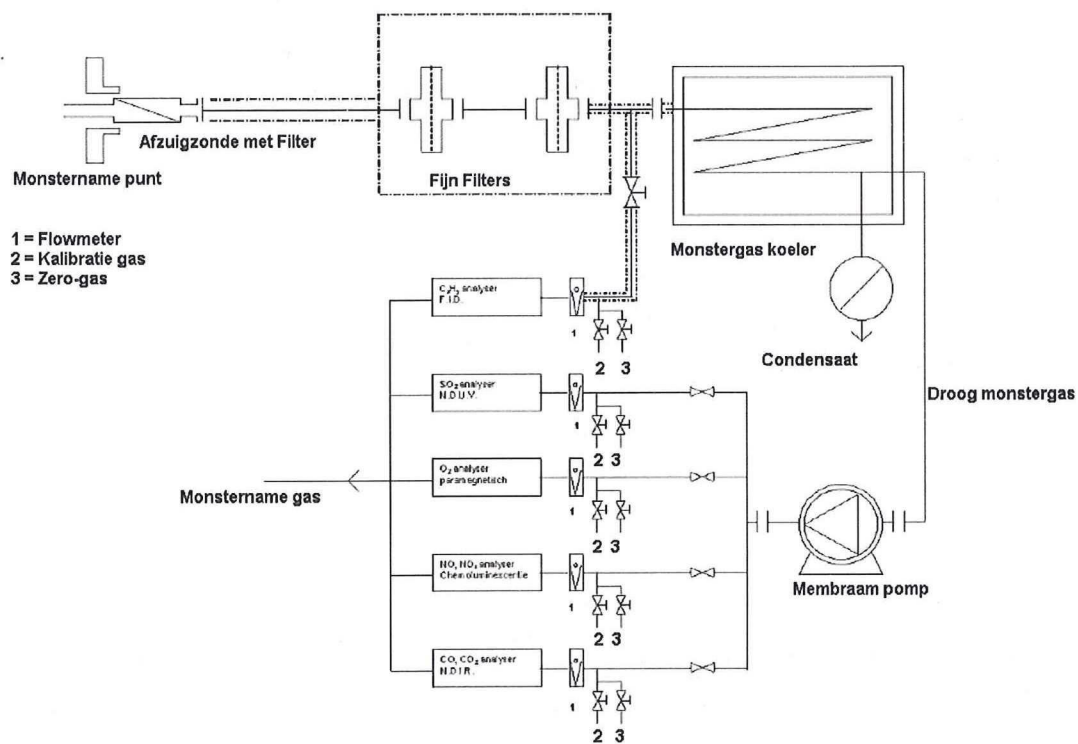 Afzuigzonde met Filter
Monstername punt
Fijn Filters
Monstergas koeler
1 = Flowmeter
2 = Kalibratie gas
3 = Zero-gas
analyser
F.I.D.
1
2 3
Condensaat
Droog monstergas
SO₂ analyser
N.D.U.V.
1
2 3
Monstername gas
O₂ analyser
paramagnetisch
1
2 3
Membraam pomp
NO, NOₓ analyser
Chemoluminescentie
1
2 3
CO, CO₂ analyser
N.D.I.R.
1
2 3